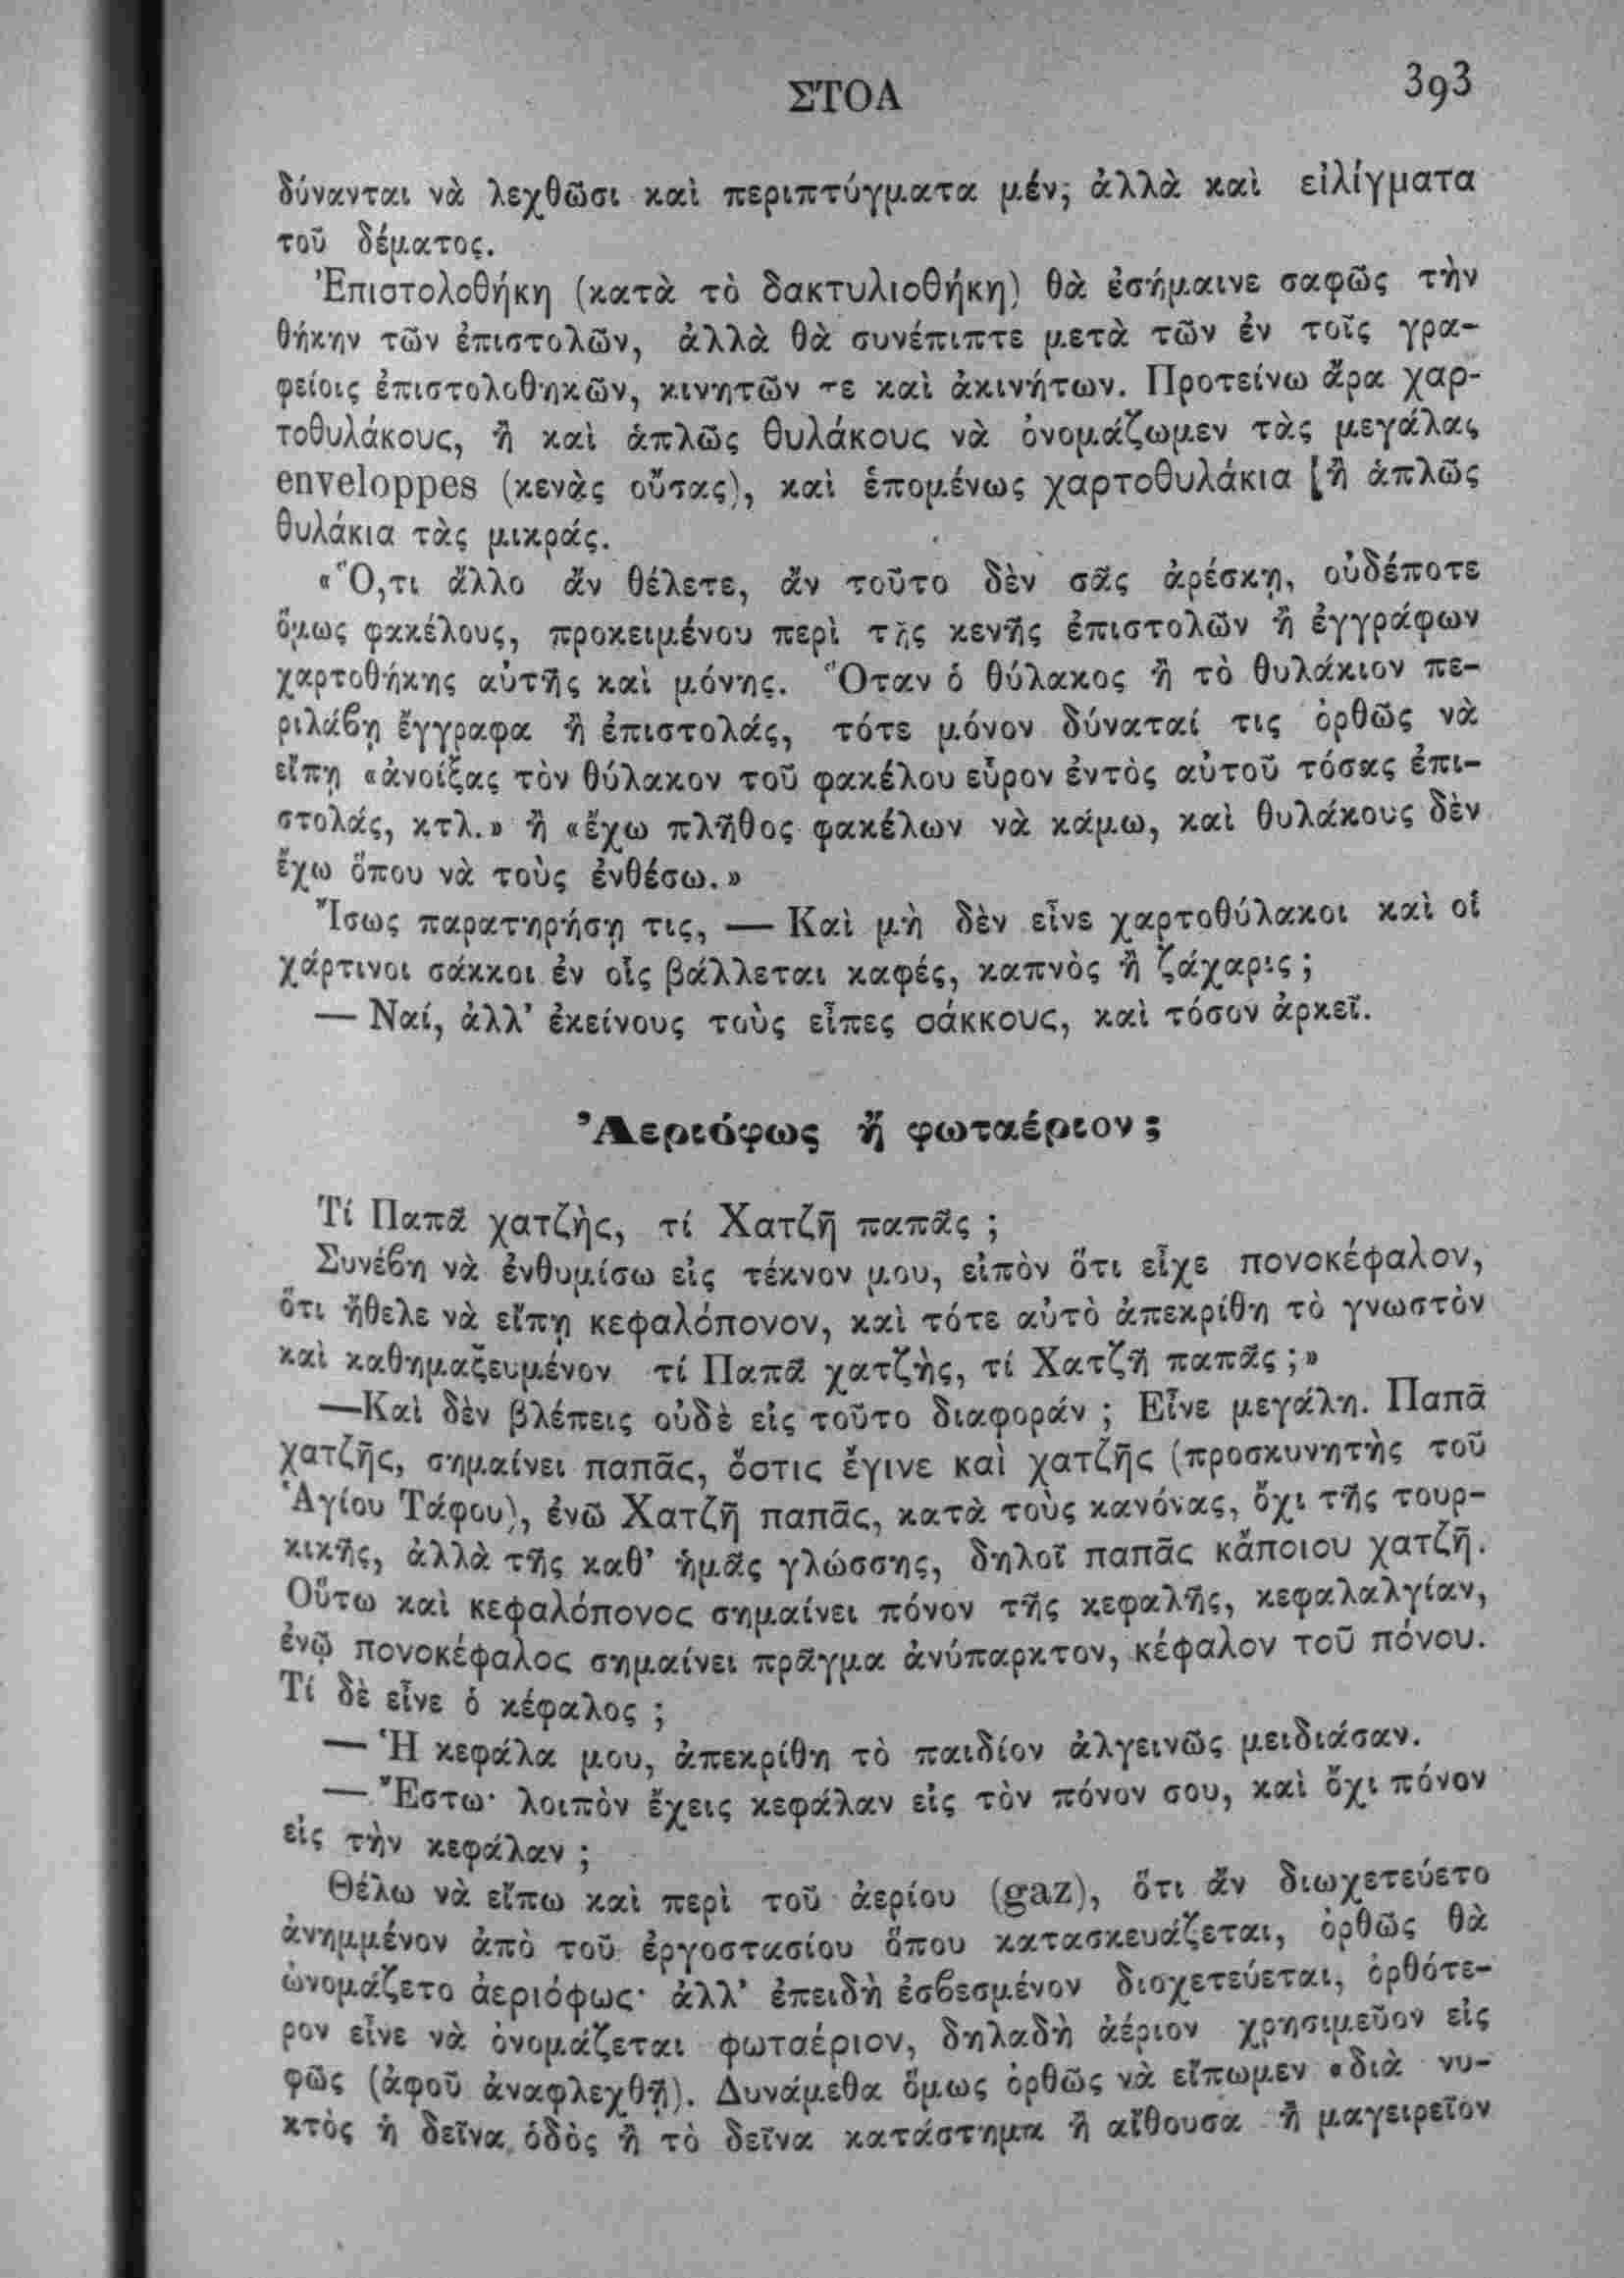 ΣΤΟΑ 393
δύνανται νὰ λεχθῶσι καὶ περιπτύγματα μέν, ἀλλὰ καὶ εἰλίγματα
τοῦ δέματος.
Ἐπιστολοθήκη (κατὰ τὸ δακτυλιοθήκη) θὰ ἐσήμαινε σαφῶς τὴν
θήκην τῶν ἐπιστολῶν, ἀλλὰ θὰ συνέπιπτε μετὰ τῶν ἐν τοῖς γρα-
φείοις ἐπιστολοθηκῶν, κινητῶν τε καὶ ἀκινήτων. Προτείνω ἄρα χαρ-
τοθυλάκους, ἢ καὶ ἁπλῶς θυλάκους νὰ ὀνομάζωμεν τὰς μεγάλας
enveloppes (κενὰς οὔσας), καὶ ἑπομένως χαρτοθυλάκια [ἢ ἁπλῶς
θυλάκια τὰς μικράς.
«Ὅ,τι ἄλλο ἄν θέλετε, ἄν τοῦτο δὲν σᾶς ἀρέσκῃ, οὐδέποτε
ὅμως φακέλους, προκειμένου περὶ τῆς κενῆς ἐπιστολῶν ἢ ἐγγράφων
χαρτοθήκης αὐτῆς καὶ μόνης. Ὅταν ὁ θύλακος ἢ τὸ θυλάκιον πε-
ριλάβῃ ἔγγραφα ἢ ἐπιστολάς, τότε μόνον δύναταί τις ὀρθῶς νὰ
εἴπῃ «ἀνοίξας τὸν θύλακον τοῦ φακέλου εὗρον ἐντὸς αὐτοῦ τόσας ἐπι-
στολάς, κτλ.» ἢ «ἔχω πλῆθος φακέλων νὰ κάμω, καὶ θυλάκους δὲν
ἔχω ὅπου νὰ τοὺς ἐνθέσω.»
Ἴσως παρατηρήσῃ τις, — Καὶ μὴ δὲν εἶνε χαρτοθύλακοι καὶ οἱ
χάρτινοι σάκκοι ἐν οἷς βάλλεται καφές, καπνὸς ἢ ζάχαρις;
— Ναί, ἀλλ’ ἐκείνους τοὺς εἶπες σάκκους, καὶ τόσον ἀρκεῖ.
Ἀεριόφως ἢ φωταέριον;
Τί Παπᾶ χατζὴς, τί Χατζῆ παπᾶς ;
Συνέβη νὰ ἐνθυμίσω εἰς τέκνον μου, εἰπὸν ὅτι εἶχε πονοκέφαλον,
ὅτι ἤθελε νὰ εἴπῃ κεφαλόπονον, καὶ τότε αὐτὸ ἀπεκρίθη τὸ γνωστὸν
καὶ καθημαξευμένον τί Παπᾶ χατζὴς, τί Χατζῆ παπᾶς ;»
—Καὶ δὲν βλέπεις οὐδὲ εἰς τοῦτο διαφοράν ; Εἶνε μεγάλη. Παπᾶ
χατζῆς, σημαίνει παπᾶς, ὅστις ἔγινε καὶ χατζῆς (προσκυνητὴς τοῦ
Ἁγίου Τάφου), ἐνῶ Χατζῆ παπᾶς, κατὰ τοὺς κανόνας, ὄχι τῆς τουρ-
κικῆς, ἀλλὰ τῆς καθ’ ἡμᾶς γλώσσης, δηλοῖ παπᾶς κἄποιου χατζῆ.
Οὕτω καὶ κεφαλόπονος σημαίνει πόνον τῆς κεφαλῆς, κεφαλαλγίαν,
ἐνῷ πονοκέφαλος σημαίνει πρᾶγμα ἀνύπαρκτον, κέφαλον τοῦ πόνου.
Τί δὲ εἶνε ὁ κέφαλος ;
— Ἡ κεφάλα μου, ἀπεκρίθη τὸ παιδίον ἀλγεινῶς μειδιάσαν.
— Ἔστω· λοιπὸν ἔχεις κεφάλαν εἰς τὸν πόνον σου, καὶ ὄχι πόνον
εἰς τὴν κεφάλαν ;
Θέλω νὰ εἴπω καὶ περὶ τοῦ ἀερίου (gaz), ὅτι ἄν διωχετεύετο
ἀνημμένον ἀπὸ τοῦ ἐργοστασίου ὅπου κατασκευάζεται, ὀρθῶς θὰ
ὠνομάζετο ἀεριόφως· ἀλλ’ ἐπειδὴ ἐσβεσμένον διοχετεύεται, ὀρθότε-
ρον εἶνε νὰ ὀνομάζεται φωταέριον, δηλαδὴ ἀέριον χρησιμεῦον εἰς
φῶς (ἀφοῦ ἀναφλεχθῇ). Δυνάμεθα ὅμως ὀρθῶς νὰ εἴπωμεν «διὰ νυ-
κτὸς ἡ δεῖνα ὁδὸς ἢ τὸ δεῖνα κατάστημα ἢ αἴθουσα ἢ μαγειρεῖον